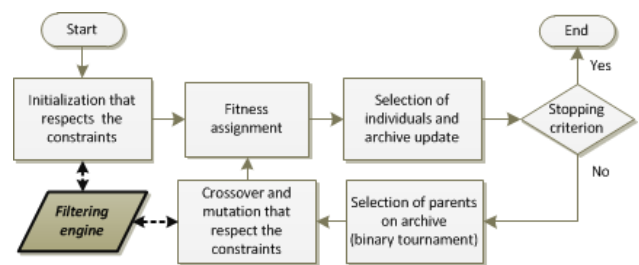 Start
End
Yes
Initialization that
respects the
constraints
Fitness
assignment
Selection of
individuals and
archive update
Stopping
criterion
No
Filtering
engine
Crossover and
mutation that
respect the
constraints
Selection of parents
on archive
(binary tournament)